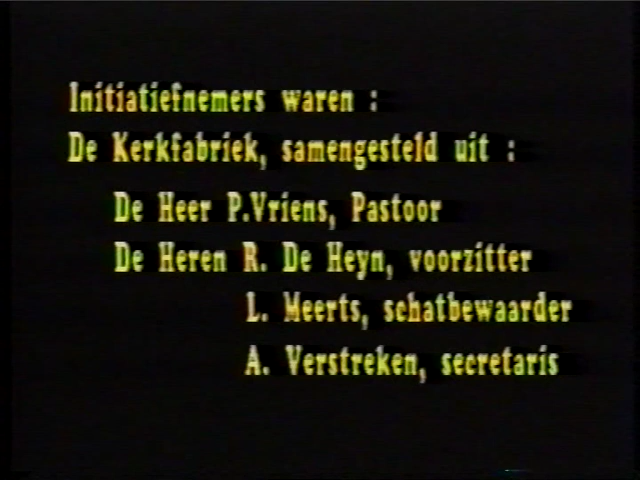 Initiatiefnemers waren :
De Kerkfabriek, samengesteld uit :
De Heer P.Vriens, Pastoor
De Heren R. De Heyn, voorzitter
L. Meerts, schatbewaarder
A. Verstreken, secretaris